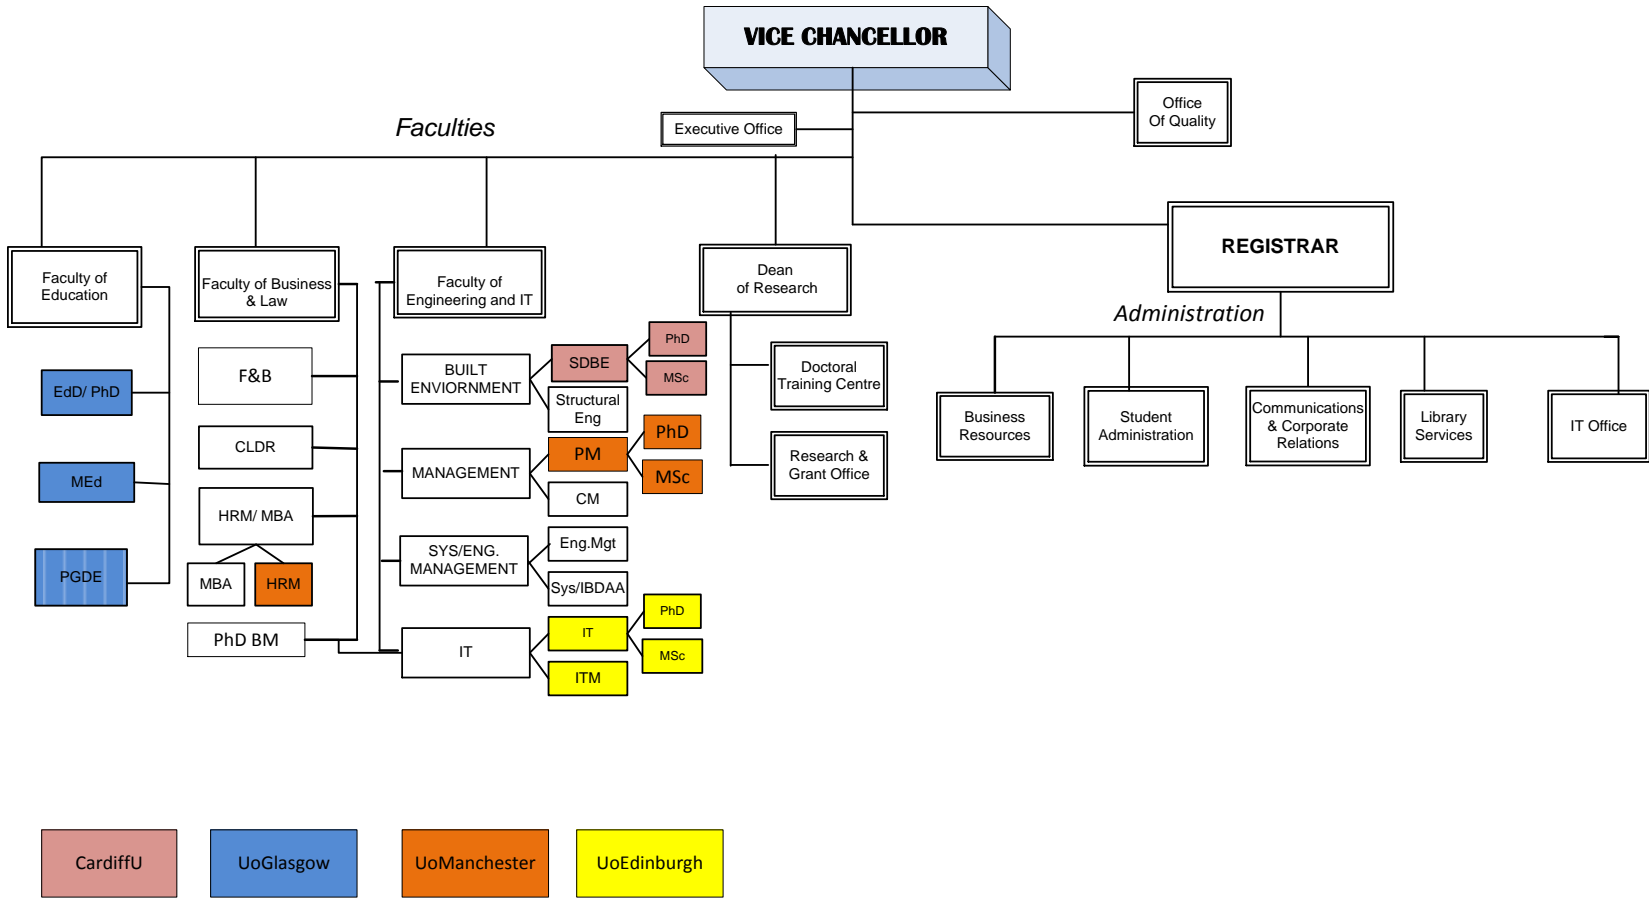 VICE CHANCELLOR
Office
Of Quality
Executive Office
Faculties
REGISTRAR
Administration
Faculty of
Education
Faculty of Business
& Law
Faculty of
Engineering and IT
Dean
of Research
EdD/ PhD
MEd
PGDE
F&B
CLDR
HRM/ MBA
MBA
HRM
PhD BM
BUILT
ENVIORNMENT
SDBE
PhD
MSc
Structural
Eng
MANAGEMENT
PM
PhD
MSc
CM
SYS/ENG.
MANAGEMENT
Eng.Mgt
Sys/IBDAA
IT
IT
PhD
MSc
ITM
Doctoral
Training Centre
Research &
Grant Office
Business
Resources
Student
Administration
Communications
& Corporate
Relations
Library
Services
IT Office
CardiffU
UoGlasgow
UoManchester
UoEdinburgh